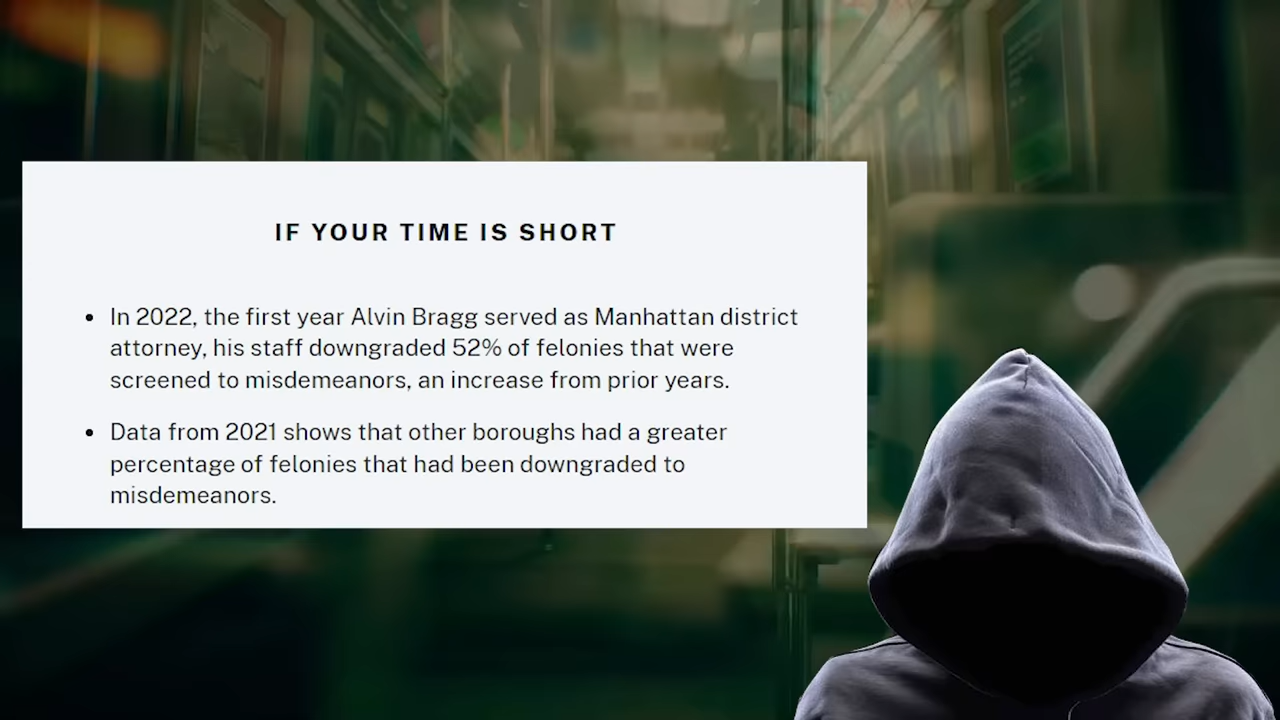 IF YOUR TIME IS SHORT
In 2022, the first year Alvin Bragg served as Manhattan district
attorney, his staff downgraded 52% of felonies that were
screened to misdemeanors, an increase from prior years.
Data from 2021 shows that other boroughs had a greater
percentage of felonies that had been downgraded to
misdemeanors.